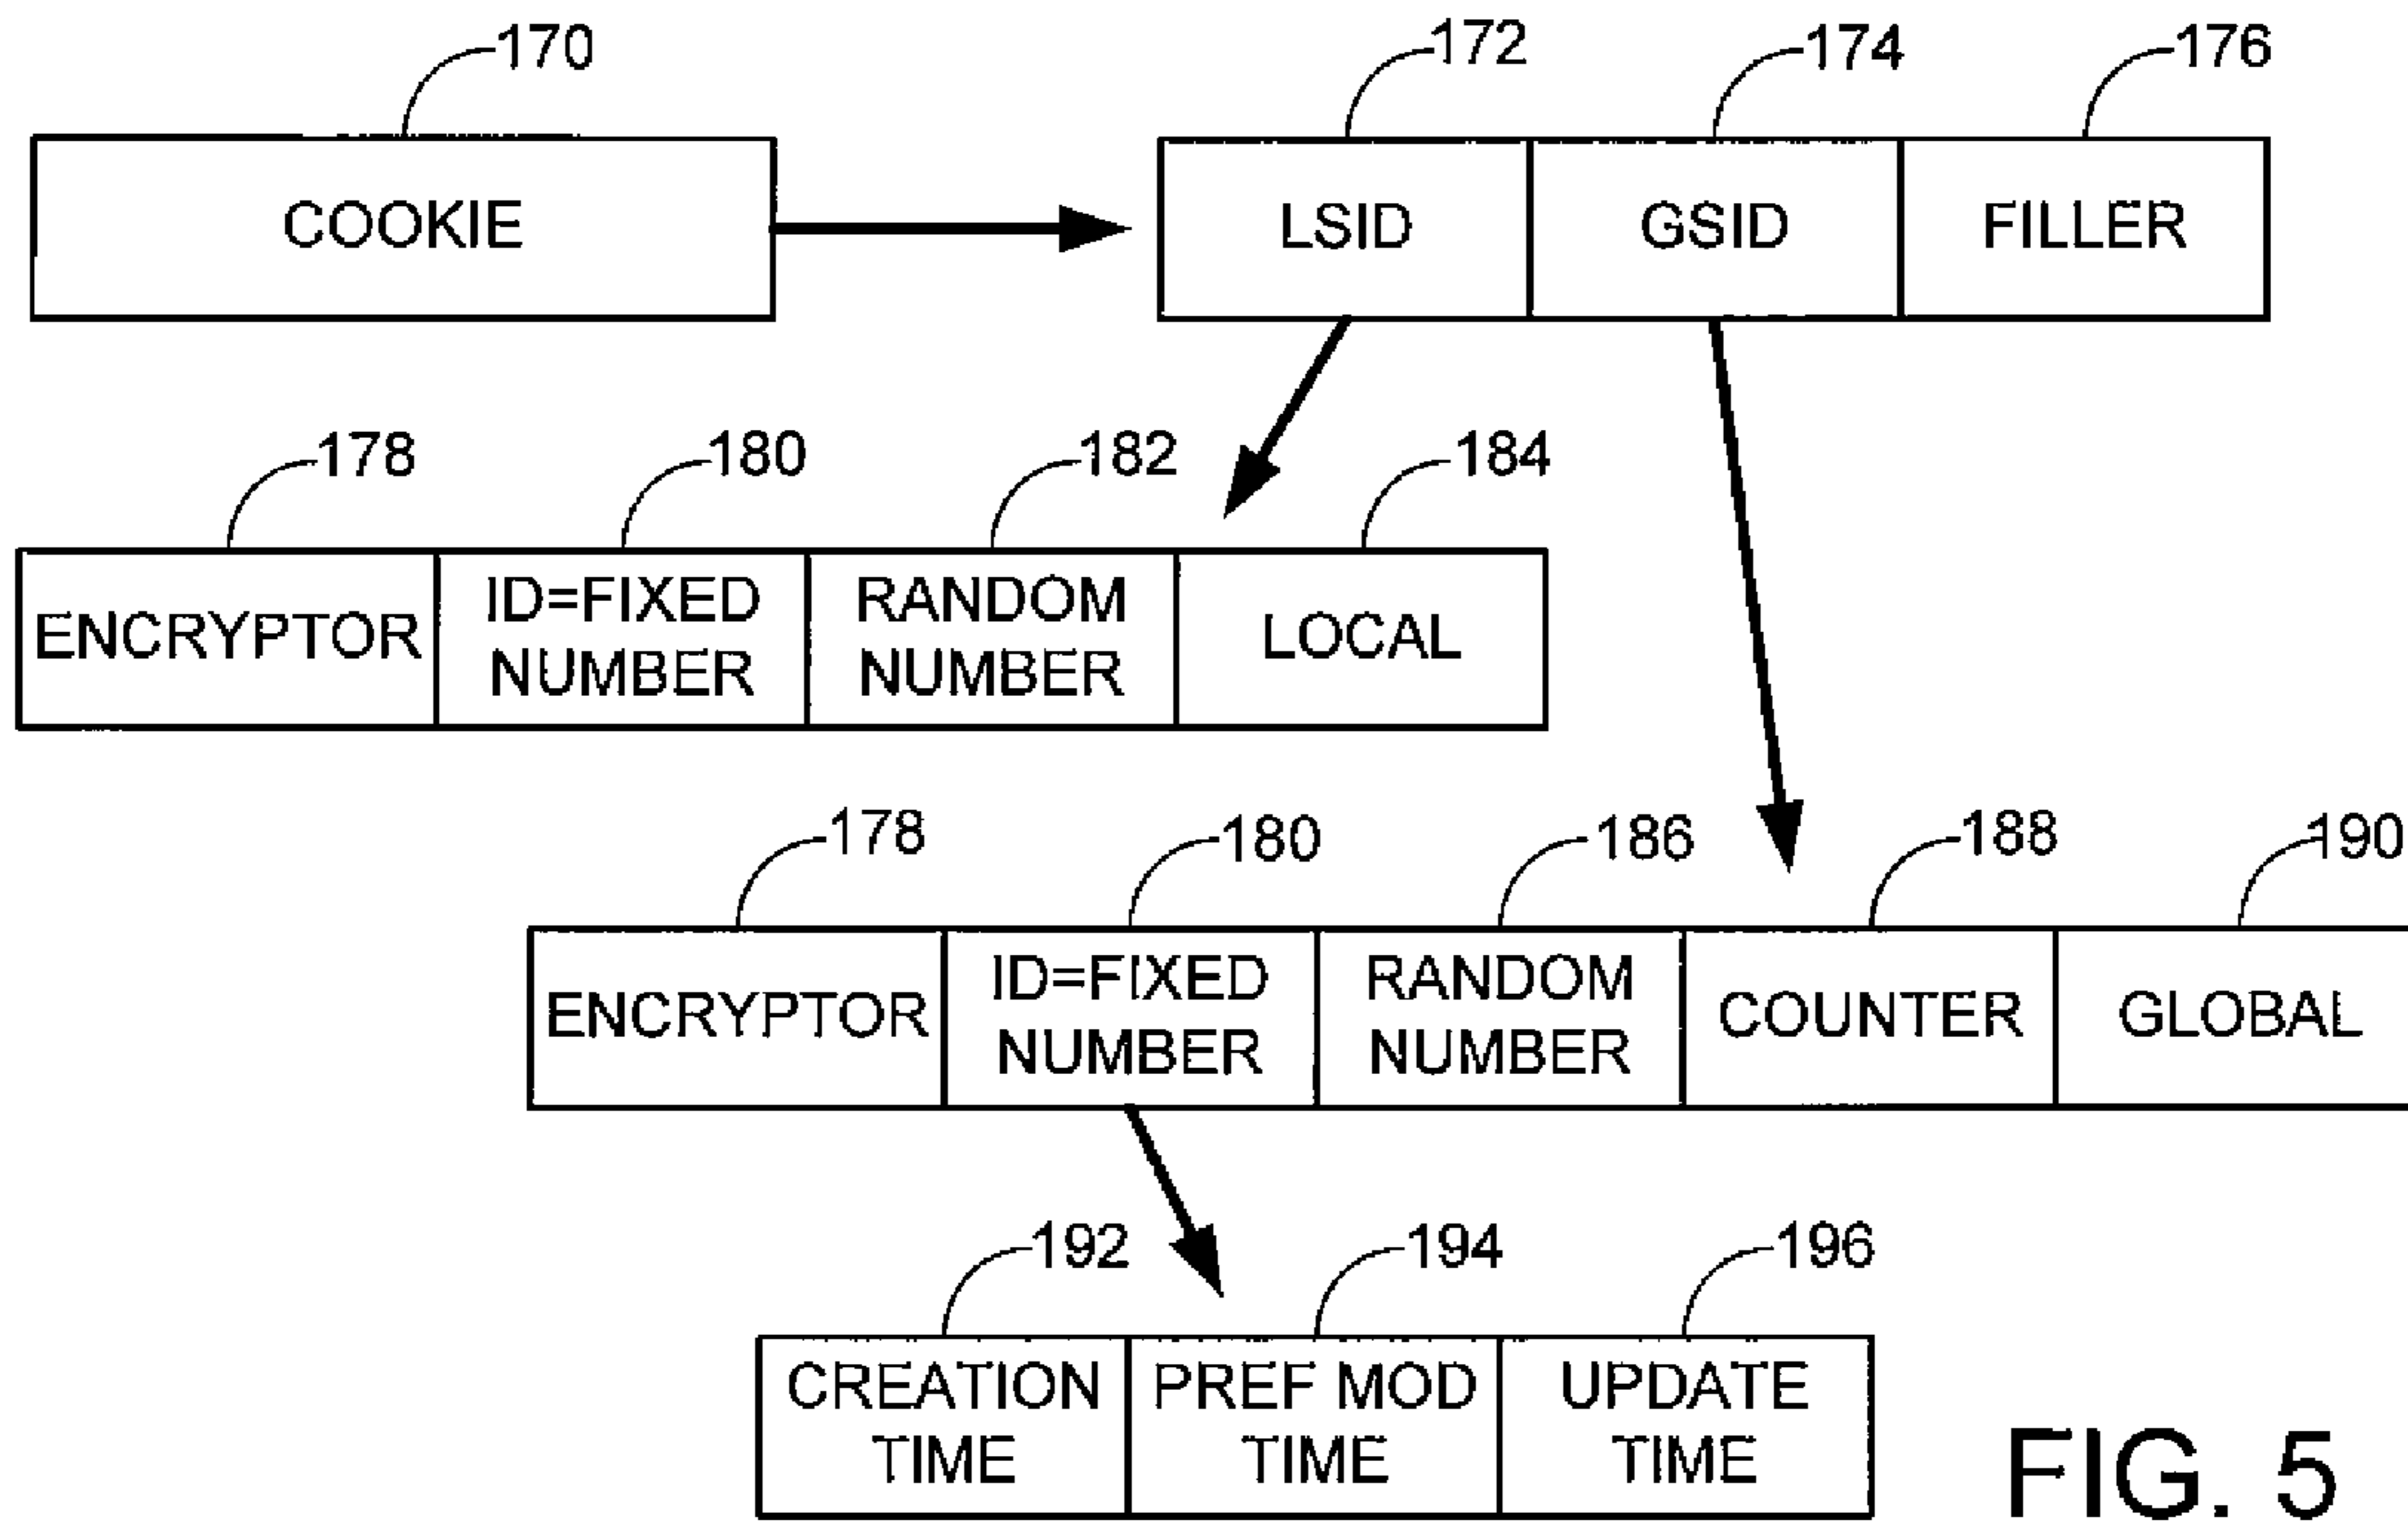 170
172
174
176
COOKIE
LSID
GSID
FILLER
178
180
182
184
ENCRYPTOR
ID=FIXED
NUMBER
RANDOM
NUMBER
LOCAL
178
180
186
188
190
ENCRYPTOR
ID=FIXED
NUMBER
RANDOM
NUMBER
COUNTER
GLOBAL
192
194
196
CREATION
TIME
PREF MOD
TIME
UPDATE
TIME
FIG. 5